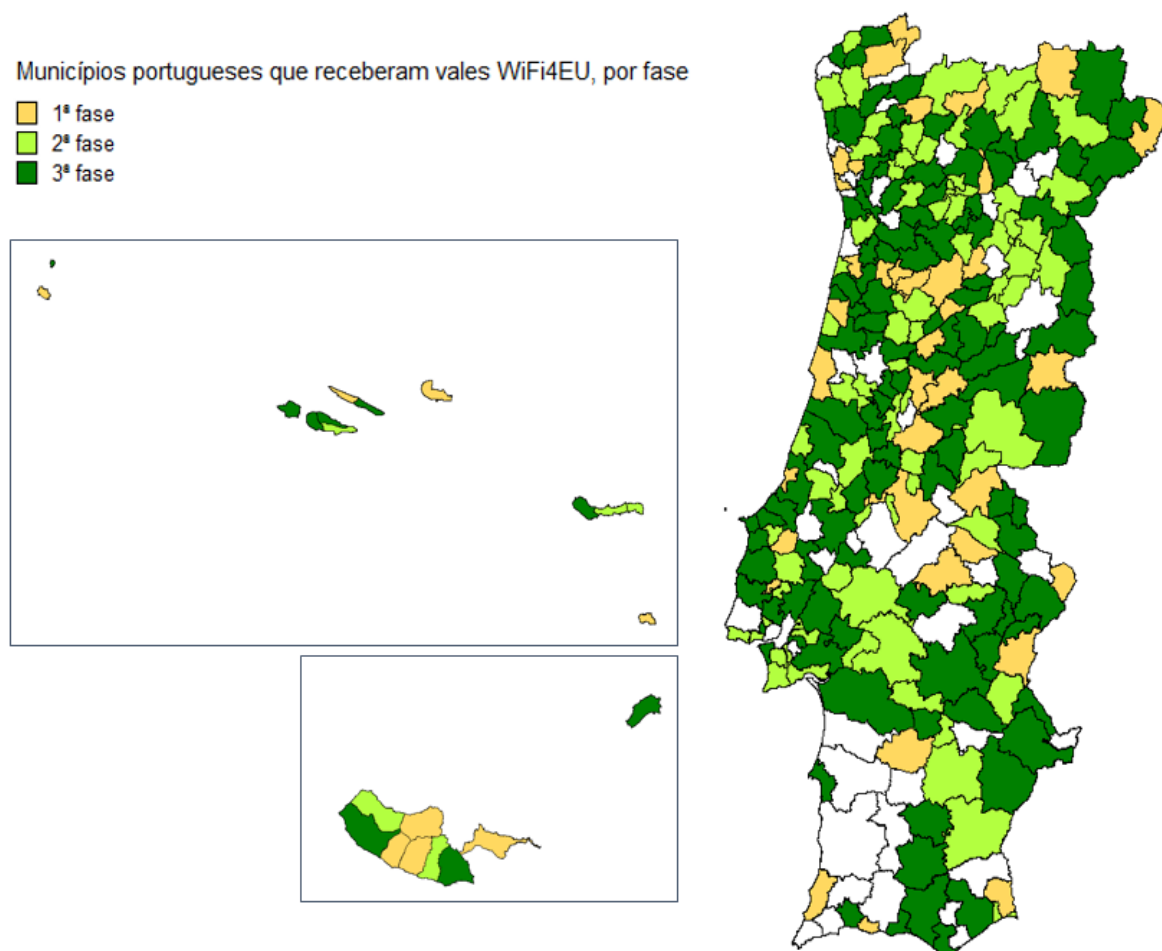 Municípios portugueses que receberam vales WiFi4EU, por fase
1ª fase
2ª fase
3ª fase